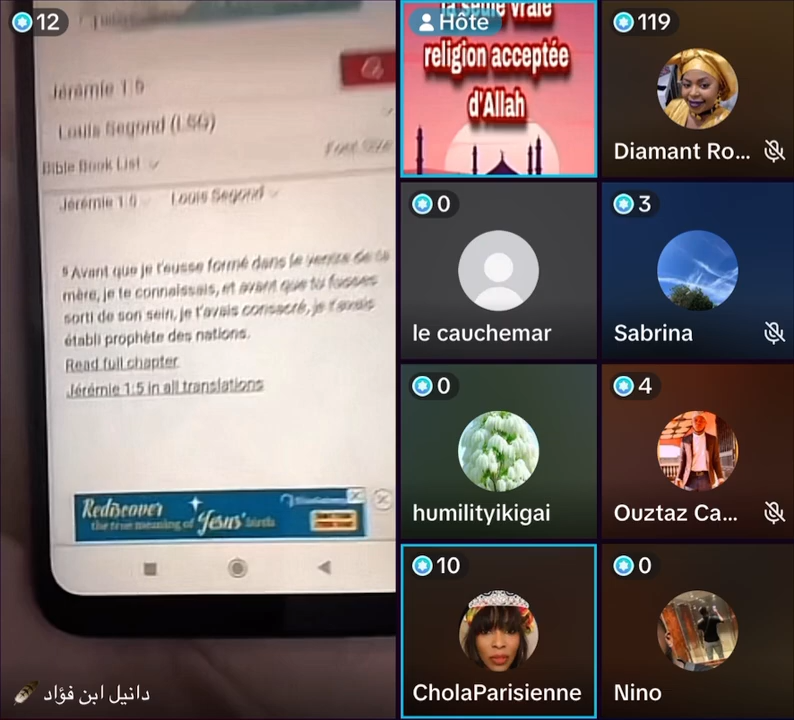 12
Jérémie 1:5
Louis Segond (LSG)
Font Size
Bible Book List
Jérémie 1:5
Louis Segond
5 Avant que je t'eusse formé dans le ventre de ta
mère, je te connaissais, et avant que tu fusses
sorti de son sein, je t'avais consacré, je t'avais
établi prophète des nations.
Read full chapter
Jérémie 1:5 in all translations
Rediscover
the true meaning of Jesus' birth
دانيل ابن فؤاد
Hôte
la seule vraie
religion acceptée
d'Allah
119
Diamant Ro...
0
le cauchemar
3
Sabrina
0
humilityikigai
4
Ouztaz Ca...
10
CholaParisienne
0
Nino